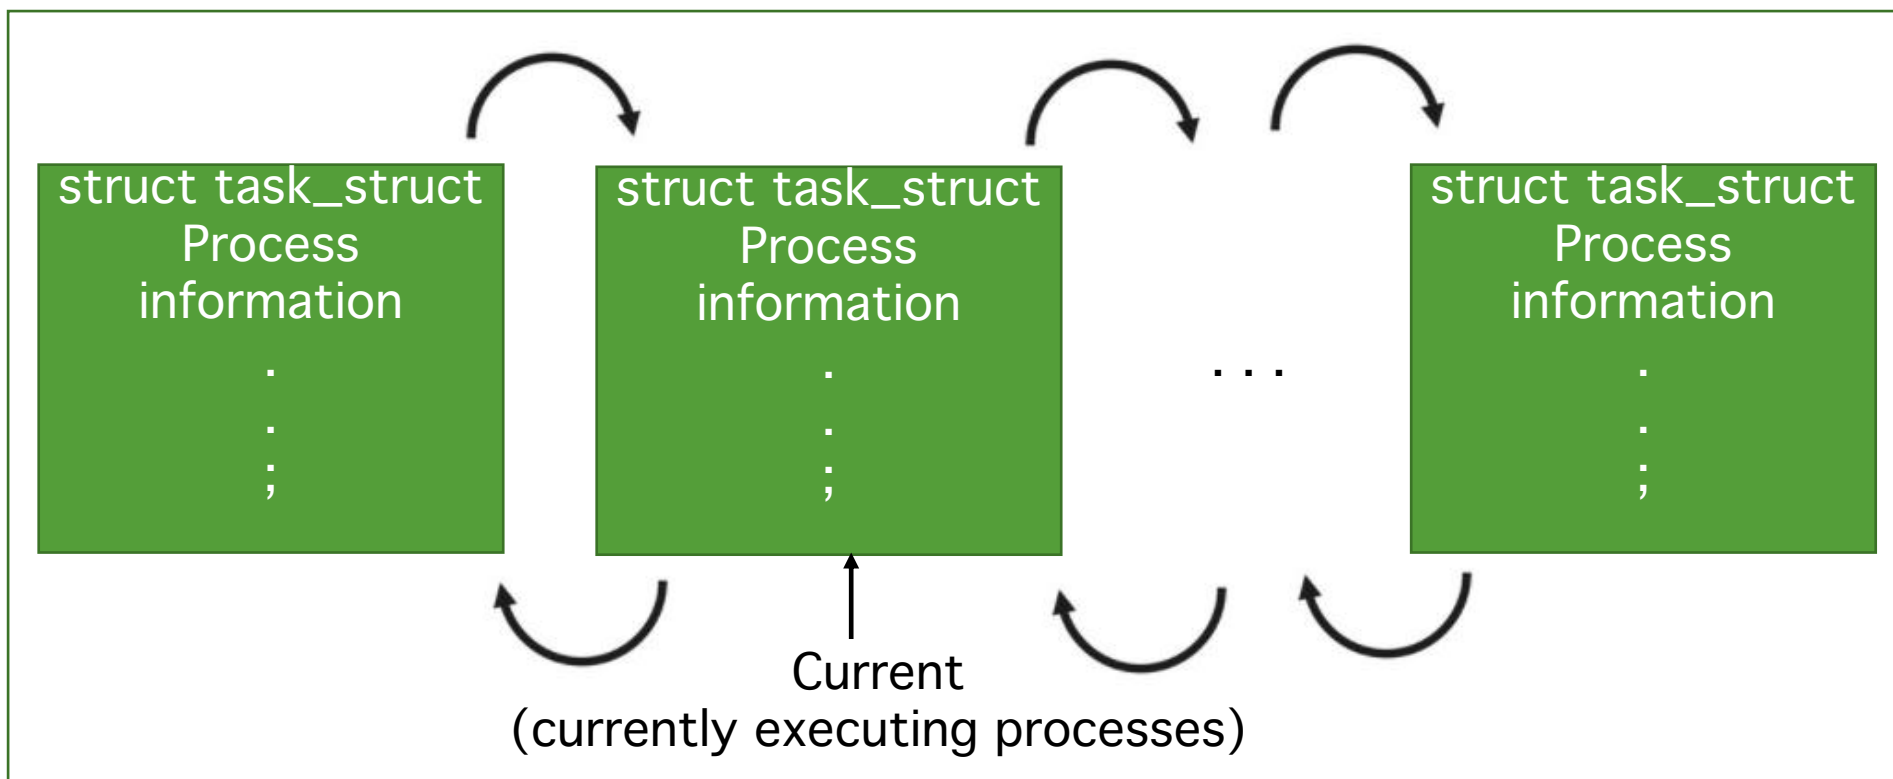 struct task_struct
Process
information
.
.
;
struct task_struct
Process
information
.
.
;
. . .
struct task_struct
Process
information
.
.
;
Current
(currently executing processes)